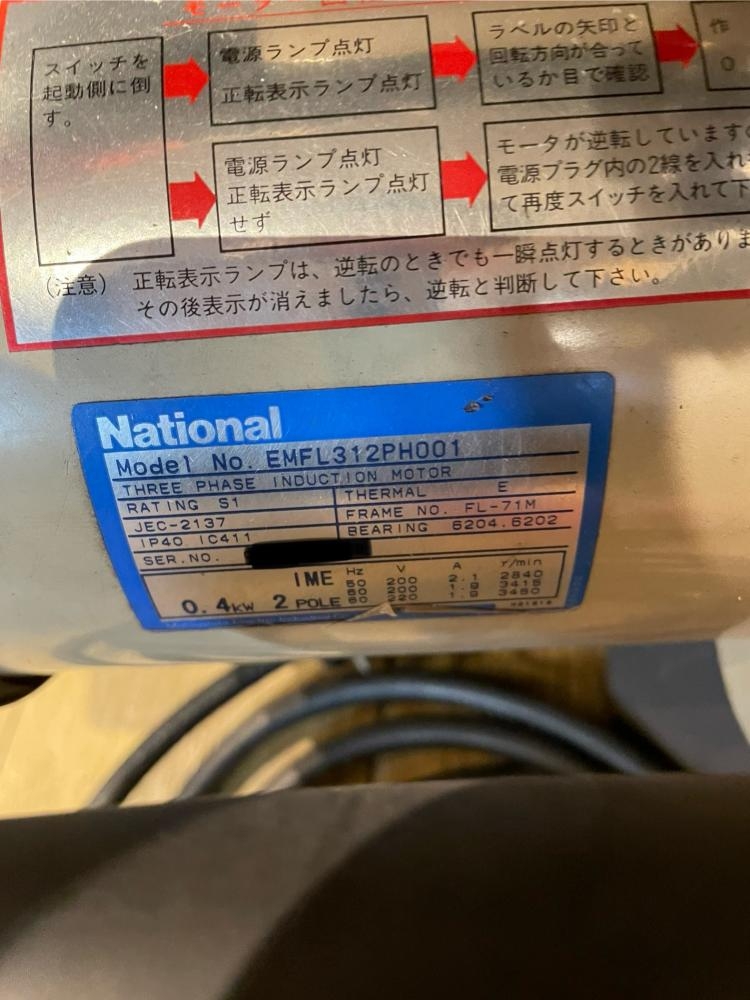 スイッチを
起動側に倒
す。
電源ランプ点灯
正転表示ランプ点灯
ラベルの矢印と
回転方向が合って
いるか目で確認
作
電源ランプ点灯
正転表示ランプ点灯
せず
モータが逆転しています
電源プラグ内の2線を入れ
て再度スイッチを入れて下
(注意) 正転表示ランプは、逆転のときでも一瞬点灯するときがありま
その後表示が消えましたら、逆転と判断して下さい。
National
Model No. EMFL312PH001
THREE PHASE INDUCTION MOTOR
RATING S1
THERMAL E
JEC-2137
FRAME NO. FL-71M
IP40 IC411
BEARING 6204.6202
SER.NO.
1ME
Hz V A r/min
50 200 2.1 2840
60 200 1.9 3415
60 220 1.9 3450
0.4KW 2 POLE